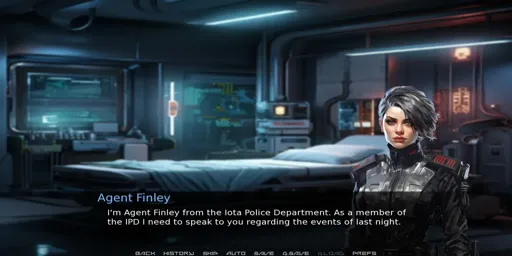 Agent Finley
I'm Agent Finley from the Iota Police Department. As a member of
the IPD I need to speak to you regarding the events of last night.
BACK HISTORY SKIP AUTO SAVE Q.SAVE Q.LOAD PREFS